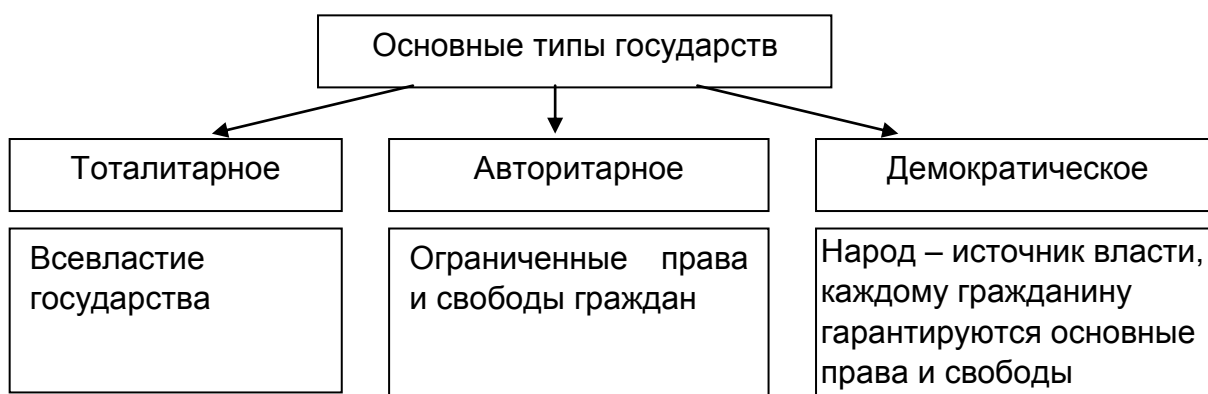 Основные типы государств
Тоталитарное
Авторитарное
Демократическое
Всевластие
государства
Ограниченные права
и свободы граждан
Народ – источник власти,
каждому гражданину
гарантируются основные
права и свободы